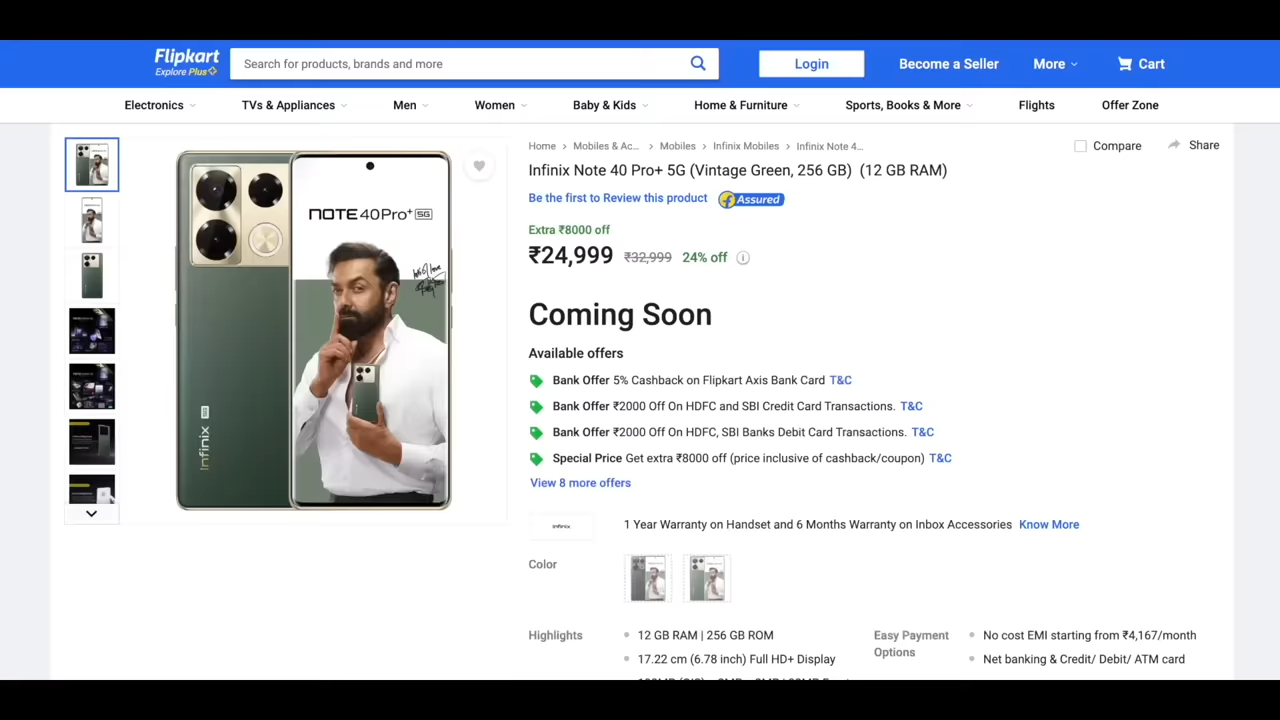 Flipkart
Explore Plus
Search for products, brands and more
Login
Become a Seller
More
Cart
Electronics
TVs & Appliances
Men
Women
Baby & Kids
Home & Furniture
Sports, Books & More
Flights
Offer Zone
Home
Mobiles & Ac...
Mobiles
Infinix Mobiles
Infinix Note 4...
Compare
Share
Infinix Note 40 Pro+ 5G (Vintage Green, 256 GB) (12 GB RAM)
Be the first to Review this product
Assured
Extra ₹8000 off
₹24,999 ₹32,999 24% off
NOTE 40 Pro+ 5G
Infinix
Coming Soon
Available offers
Bank Offer 5% Cashback on Flipkart Axis Bank Card T&C
Bank Offer ₹2000 Off On HDFC and SBI Credit Card Transactions. T&C
Bank Offer ₹2000 Off On HDFC, SBI Banks Debit Card Transactions. T&C
Special Price Get extra ₹8000 off (price inclusive of cashback/coupon) T&C
View 8 more offers
Infinix
1 Year Warranty on Handset and 6 Months Warranty on Inbox Accessories Know More
Color
Highlights
12 GB RAM | 256 GB ROM
17.22 cm (6.78 inch) Full HD+ Display
Easy Payment
Options
No cost EMI starting from ₹4,167/month
Net banking & Credit/ Debit/ ATM card